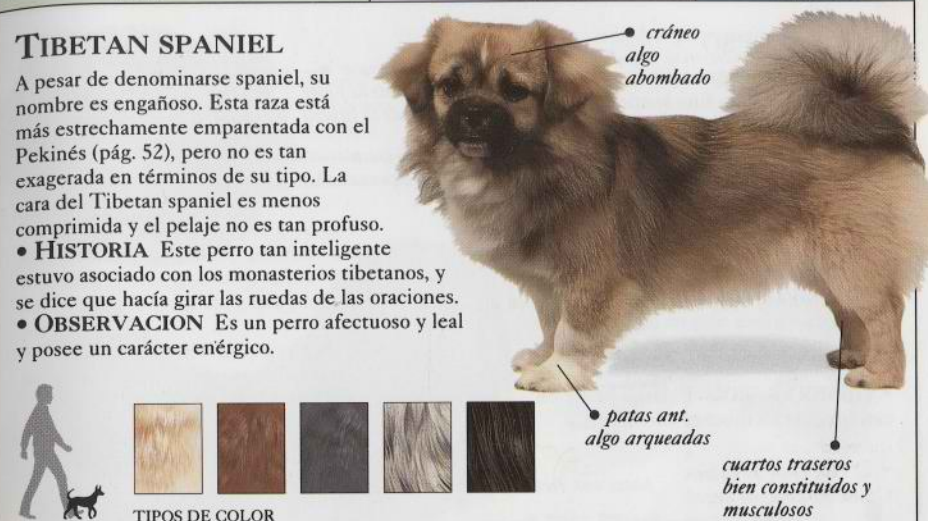 TIBETAN SPANIEL
A pesar de denominarse spaniel, su
nombre es engañoso. Esta raza está
más estrechamente emparentada con el
Pekinés (pág. 52), pero no es tan
exagerada en términos de su tipo. La
cara del Tibetan spaniel es menos
comprimida y el pelaje no es tan profuso.
• HISTORIA Este perro tan inteligente
estuvo asociado con los monasterios tibetanos, y
se dice que hacía girar las ruedas de las oraciones.
• OBSERVACION Es un perro afectuoso y leal
y posee un carácter enérgico.
cráneo
algo
abombado
patas ant.
algo arqueadas
cuartos traseros
bien constituidos y
musculosos
TIPOS DE COLOR